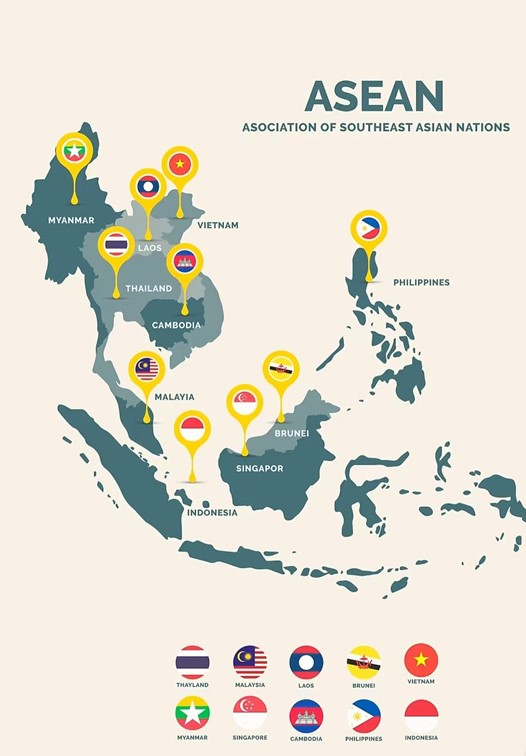 ASEAN
ASOCIATION OF SOUTHEAST ASIAN NATIONS
MYANMAR
VIETNAM
LAOS
PHILIPPINES
THAILAND
CAMBODIA
MALAYIA
BRUNEI
SINGAPOR
INDONESIA
THAYLAND
MALAYSIA
LAOS
BRUNEI
VIETNAM
MYANMAR
SINGAPORE
CAMBODIA
PHILIPPINES
INDONESIA